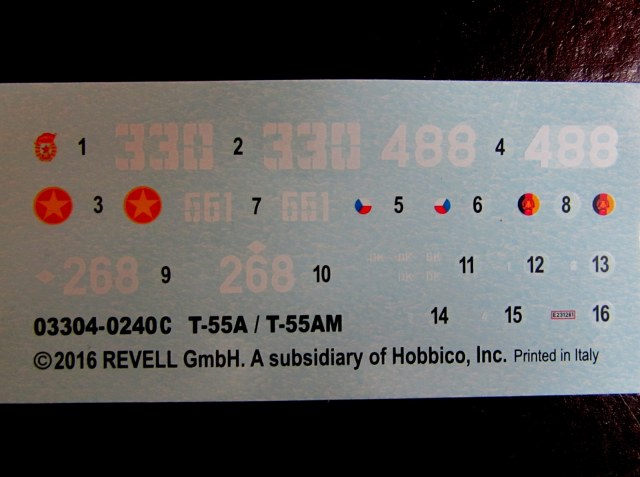 1 330 2 330 488 4 488
3 661 7 661 5 6 8
268 9 268 10 11 12 13
14 15 E231261 16
03304-0240C T-55A / T-55AM
©2016 REVELL GmbH. A subsidiary of Hobbico, Inc. Printed in Italy